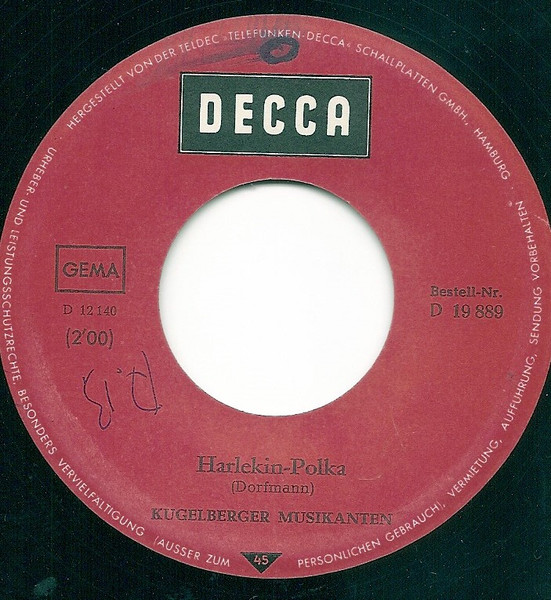 HERGESTELLT VON DER TELDEC »TELEFUNKEN-DECCA« SCHALLPLATTEN GMBH., HAMBURG ·
URHEBER- UND LEISTUNGSSCHUTZRECHTE, BESONDERS VERVIELFÄLTIGUNG (AUSSER ZUM PERSÖNLICHEN GEBRAUCH), VERMIETUNG, AUFFÜHRUNG, SENDUNG VORBEHALTEN ·
DECCA
GEMA
D 12 140
(2'00)
Bestell-Nr.
D 19 889
Harlekin-Polka
(Dorfmann)
KUGELBERGER MUSIKANTEN
45